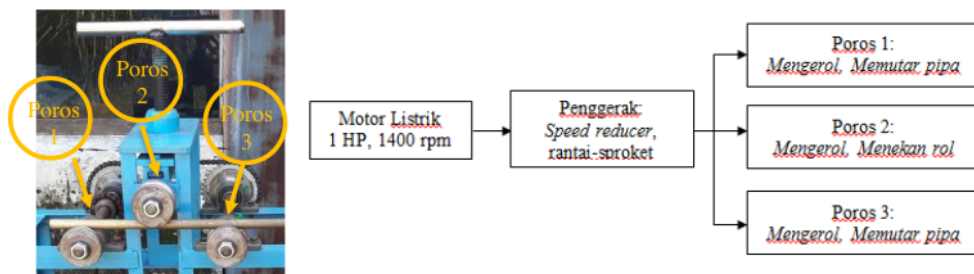 Poros
1
Poros
2
Poros
3
Motor Listrik
1 HP, 1400 rpm
Penggerak:
Speed reducer,
rantai-sproket
Poros 1:
Mengerol, Memutar pipa
Poros 2:
Mengerol, Menekan rol
Poros 3:
Mengerol, Memutar pipa